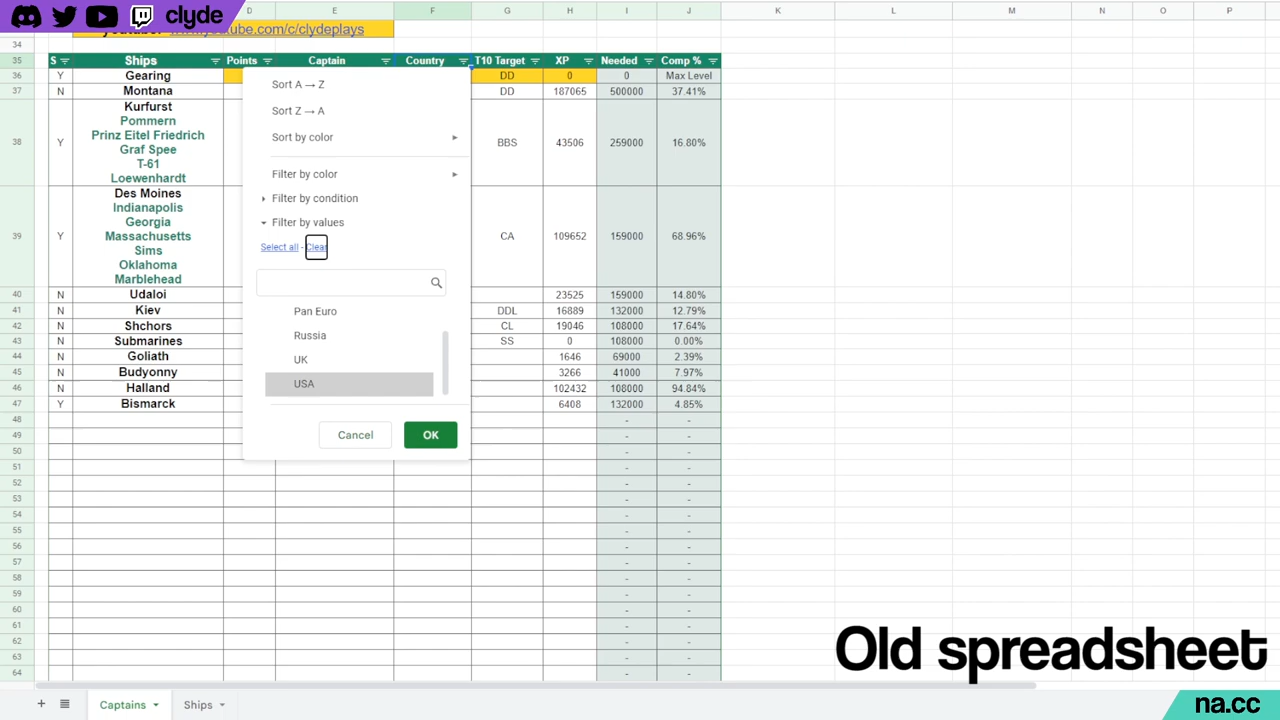 clyde
D E F G H I J K L M N O P
youtube: www.youtube.com/c/clydeplays
34
35 S Ships Points Captain Country T10 Target XP Needed Comp %
36 Y Gearing DD 0 0 Max Level
37 N Montana DD 187065 500000 37.41%
Kurfurst
Pommern
Prinz Eitel Friedrich
38 Y Graf Spee BBS 43506 259000 16.80%
T-61
Loewenhardt
Des Moines
Indianapolis
Georgia
39 Y Massachusetts CA 109652 159000 68.96%
Sims
Oklahoma
Marblehead
40 N Udaloi 23525 159000 14.80%
41 N Kiev DDL 16889 132000 12.79%
42 N Shchors CL 19046 108000 17.64%
43 N Submarines SS 0 108000 0.00%
44 N Goliath 1646 69000 2.39%
45 N Budyonny 3266 41000 7.97%
46 N Halland 102432 108000 94.84%
47 Y Bismarck 6408 132000 4.85%
48 - -
49 - -
50 - -
51 - -
52 - -
53 - -
54 - -
55 - -
56 - -
57 - -
58 - -
59 - -
60 - -
61 - -
62 - -
63 - -
64 - -
Sort A → Z
Sort Z → A
Sort by color
Filter by color
Filter by condition
Filter by values
Select all - Clear
Pan Euro
Russia
UK
USA
Cancel OK
Old spreadsheet
Captains Ships
na.cc